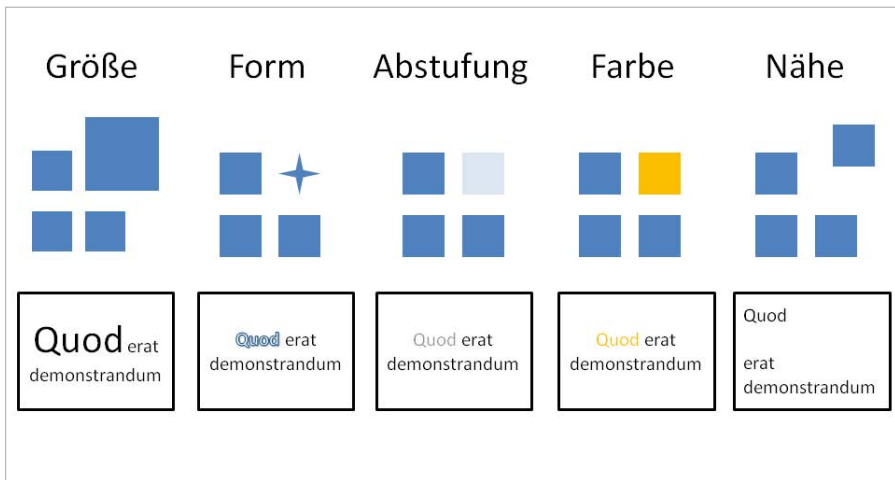 Größe
Form
Abstufung
Farbe
Nähe
Quod erat
demonstrandum
Quod erat
demonstrandum
Quod erat
demonstrandum
Quod erat
demonstrandum
Quod
erat
demonstrandum